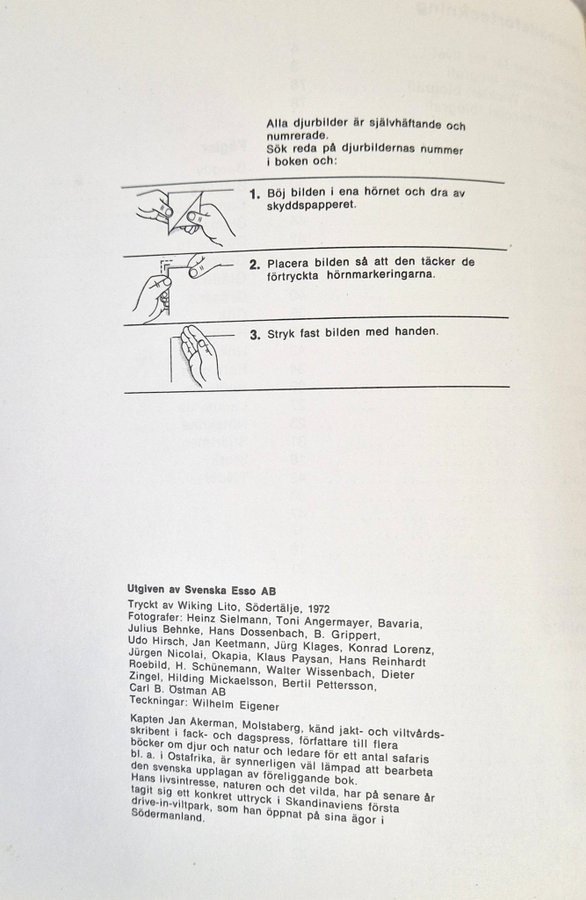 Alla djurbilder är självhäftande och
numrerade.
Sök reda på djurbildernas nummer
i boken och:
1. Böj bilden i ena hörnet och dra av
skyddspapperet.
2. Placera bilden så att den täcker de
förtryckta hörnmarkeringarna.
3. Stryk fast bilden med handen.
Utgiven av Svenska Esso AB
Tryckt av Wiking Lito, Södertälje, 1972
Fotografer: Heinz Sielmann, Toni Angermayer, Bavaria,
Julius Behnke, Hans Dossenbach, B. Grippert,
Udo Hirsch, Jan Keetmann, Jürg Klages, Konrad Lorenz,
Jürgen Nicolai, Okapia, Klaus Paysan, Hans Reinhardt
Roebild, H. Schünemann, Walter Wissenbach, Dieter
Zingel, Hilding Mickaelsson, Bertil Pettersson,
Carl B. Östman AB
Teckningar: Wilhelm Eigener
Kapten Jan Åkerman, Molstaberg, känd jakt- och viltvårds-
skribent i fack- och dagspress, författare till flera
böcker om djur och natur och ledare för ett antal safaris
bl. a. i Ostafrika, är synnerligen väl lämpad att bearbeta
den svenska upplagan av föreliggande bok.
Hans livsintresse, naturen och det vilda, har på senare år
tagit sig ett konkret uttryck i Skandinaviens första
drive-in-viltpark, som han öppnat på sina ägor i
Södermanland.